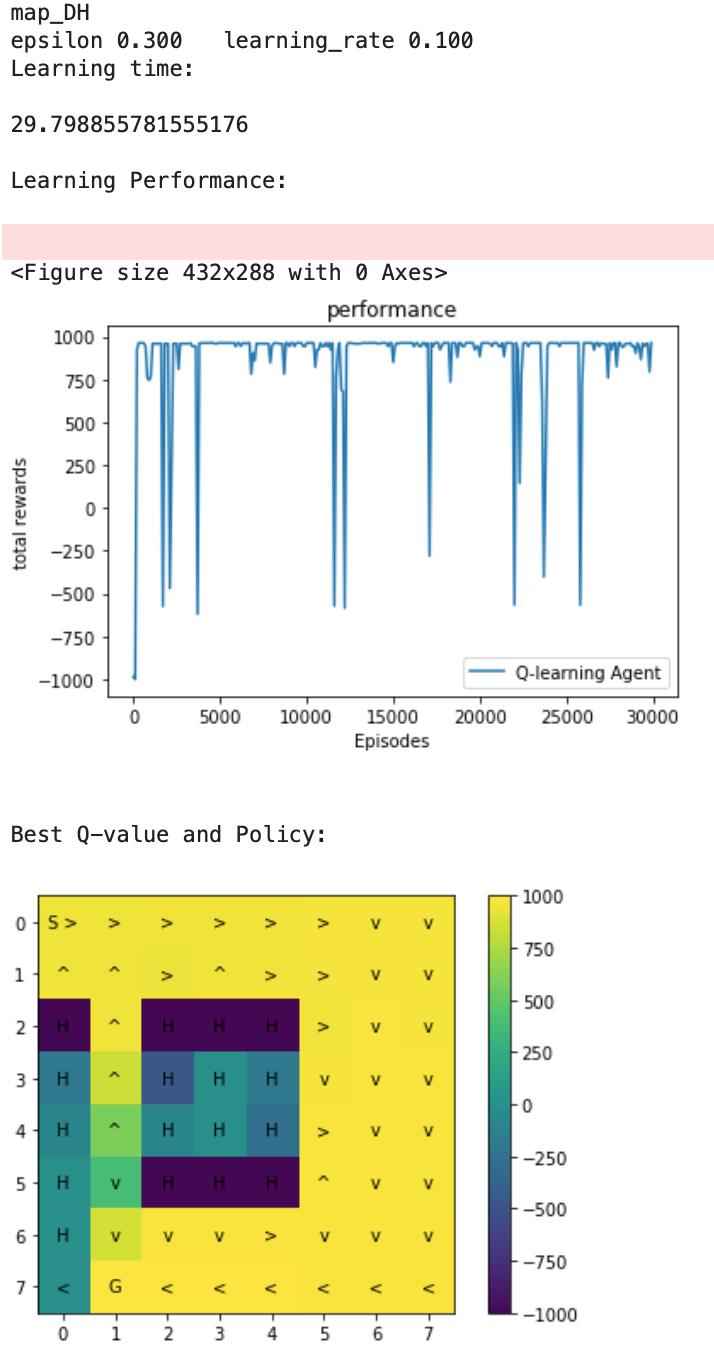 map_DH
epsilon 0.300   learning_rate 0.100
Learning time:
29.798855781555176
Learning Performance:
<Figure size 432x288 with 0 Axes>
performance
1000
750
500
250
0
−250
−500
−750
−1000
total rewards
Q-learning Agent
0 5000 10000 15000 20000 25000 30000
Episodes
Best Q-value and Policy:
0 S > > > > > > v v
1 ^ ^ > ^ > > v v
2 H ^ H H H > v v
3 H ^ H H H v v v
4 H ^ H H H > v v
5 H v H H H ^ v v
6 H v v v > v v v
7 < G < < < < < <
0 1 2 3 4 5 6 7
1000
750
500
250
0
−250
−500
−750
−1000